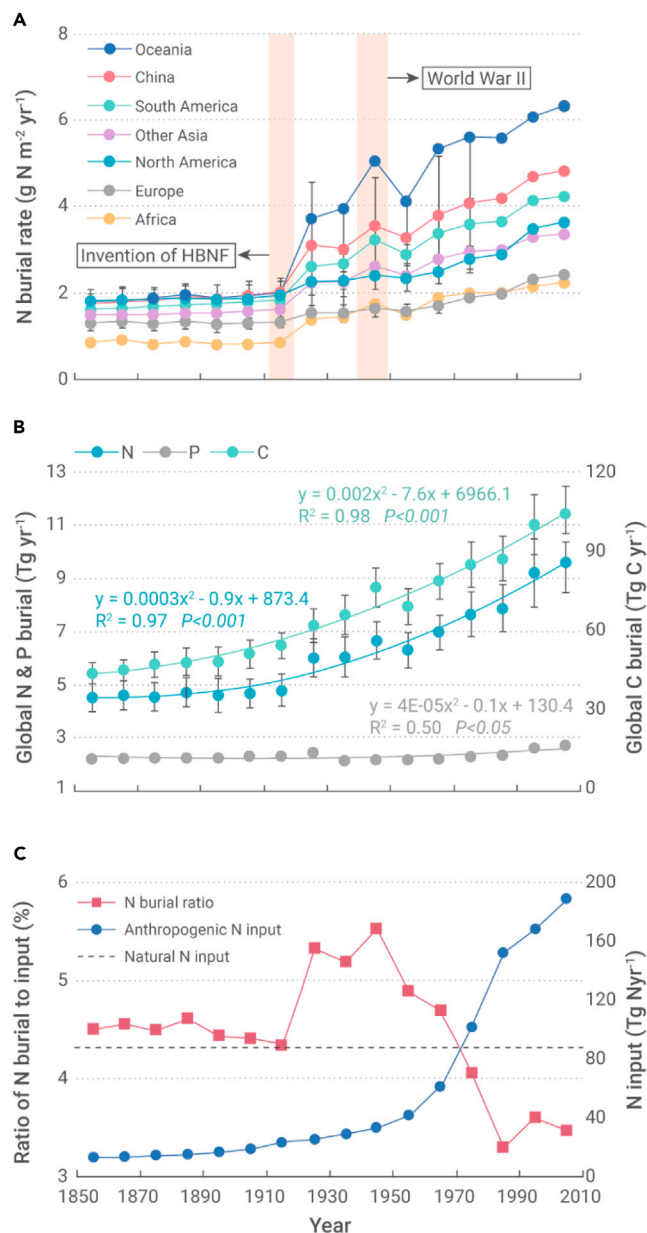 A
N burial rate (g N m⁻² yr⁻¹)
8
6
4
2
0
Oceania
China
South America
Other Asia
North America
Europe
Africa
World War II
Invention of HBNF
B
N P C
Global N & P burial (Tg yr⁻¹)
13
11
9
7
5
3
1
y = 0.002x² - 7.6x + 6966.1
R² = 0.98 P<0.001
y = 0.0003x² - 0.9x + 873.4
R² = 0.97 P<0.001
y = 4E-05x² - 0.1x + 130.4
R² = 0.50 P<0.05
120
90
60
30
0
Global C burial (Tg C yr⁻¹)
C
Ratio of N burial to input (%)
6
5
4
3
N burial ratio
Anthropogenic N input
Natural N input
200
160
120
80
40
0
N input (Tg Nyr⁻¹)
1850 1870 1890 1910 1930 1950 1970 1990 2010
Year